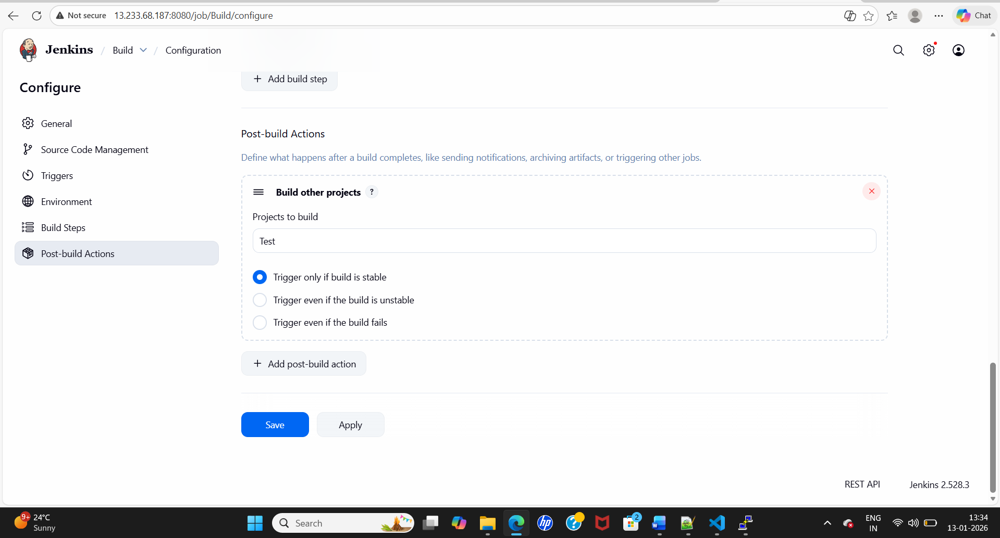 Not secure 13.233.68.187:8080/job/Build/configure
Chat
Jenkins / Build / Configuration
Configure
General
Source Code Management
Triggers
Environment
Build Steps
Post-build Actions
+ Add build step
Post-build Actions
Define what happens after a build completes, like sending notifications, archiving artifacts, or triggering other jobs.
Build other projects ?
Projects to build
Test
Trigger only if build is stable
Trigger even if the build is unstable
Trigger even if the build fails
+ Add post-build action
Save
Apply
REST API
Jenkins 2.528.3
9+
24°C
Sunny
Search
hp
?
2
W
ENG
IN
13:34
13-01-2026